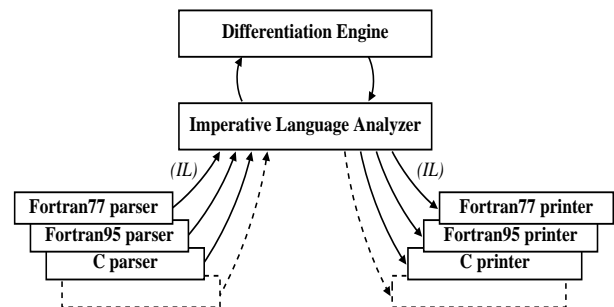 Differentiation Engine
Imperative Language Analyzer
(IL) (IL)
Fortran77 parser Fortran77 printer
Fortran95 parser Fortran95 printer
C parser C printer